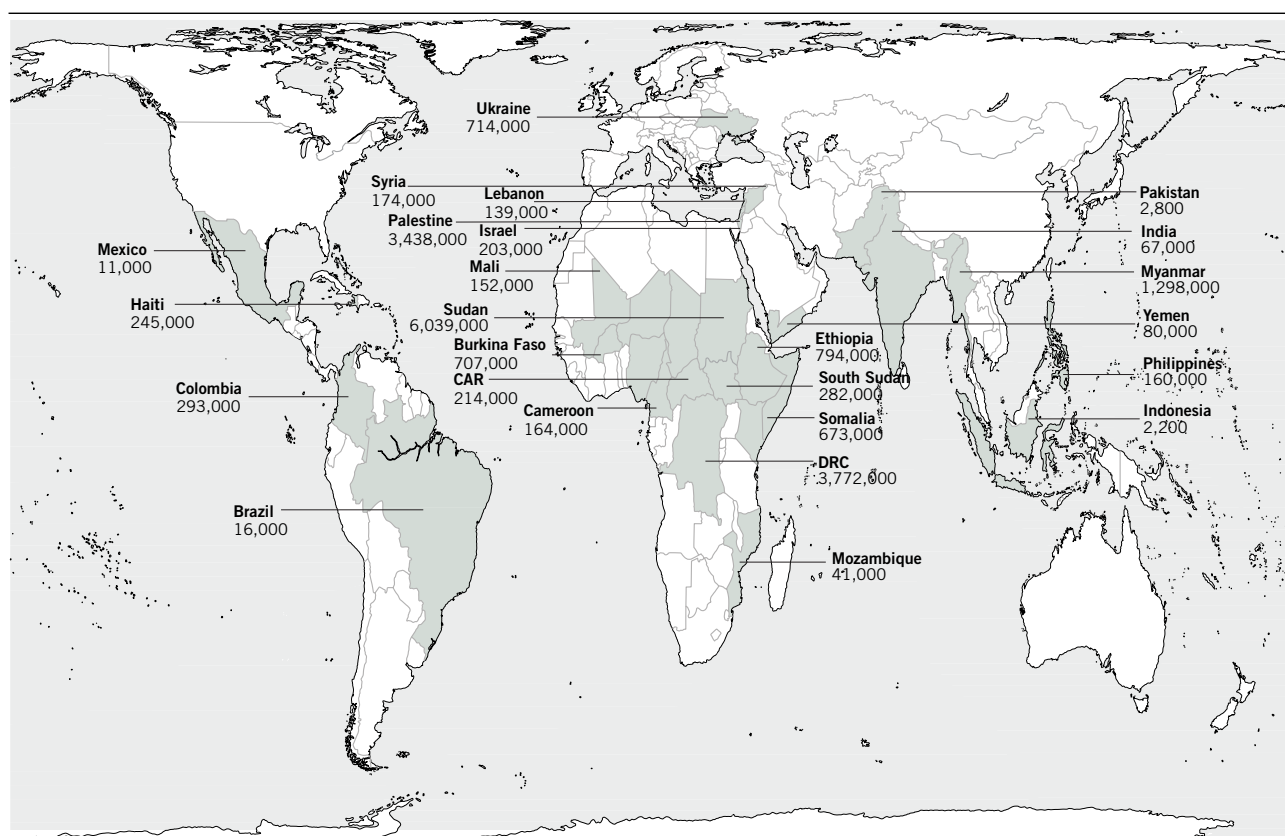 Ukraine
714,000
Syria
174,000
Lebanon
139,000
Palestine
3,438,000
Israel
203,000
Mali
152,000
Sudan
6,039,000
Burkina Faso
707,000
CAR
214,000
Cameroon
164,000
Mexico
11,000
Haiti
245,000
Colombia
293,000
Brazil
16,000
Ethiopia
794,000
South Sudan
282,000
Somalia
673,000
DRC
3,772,000
Mozambique
41,000
Pakistan
2,800
India
67,000
Myanmar
1,298,000
Yemen
80,000
Philippines
160,000
Indonesia
2,200